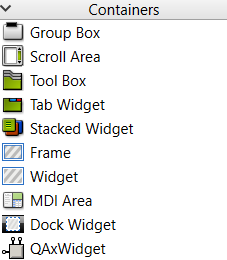 Containers
Group Box
Scroll Area
Tool Box
Tab Widget
Stacked Widget
Frame
Widget
MDI Area
Dock Widget
QAxWidget